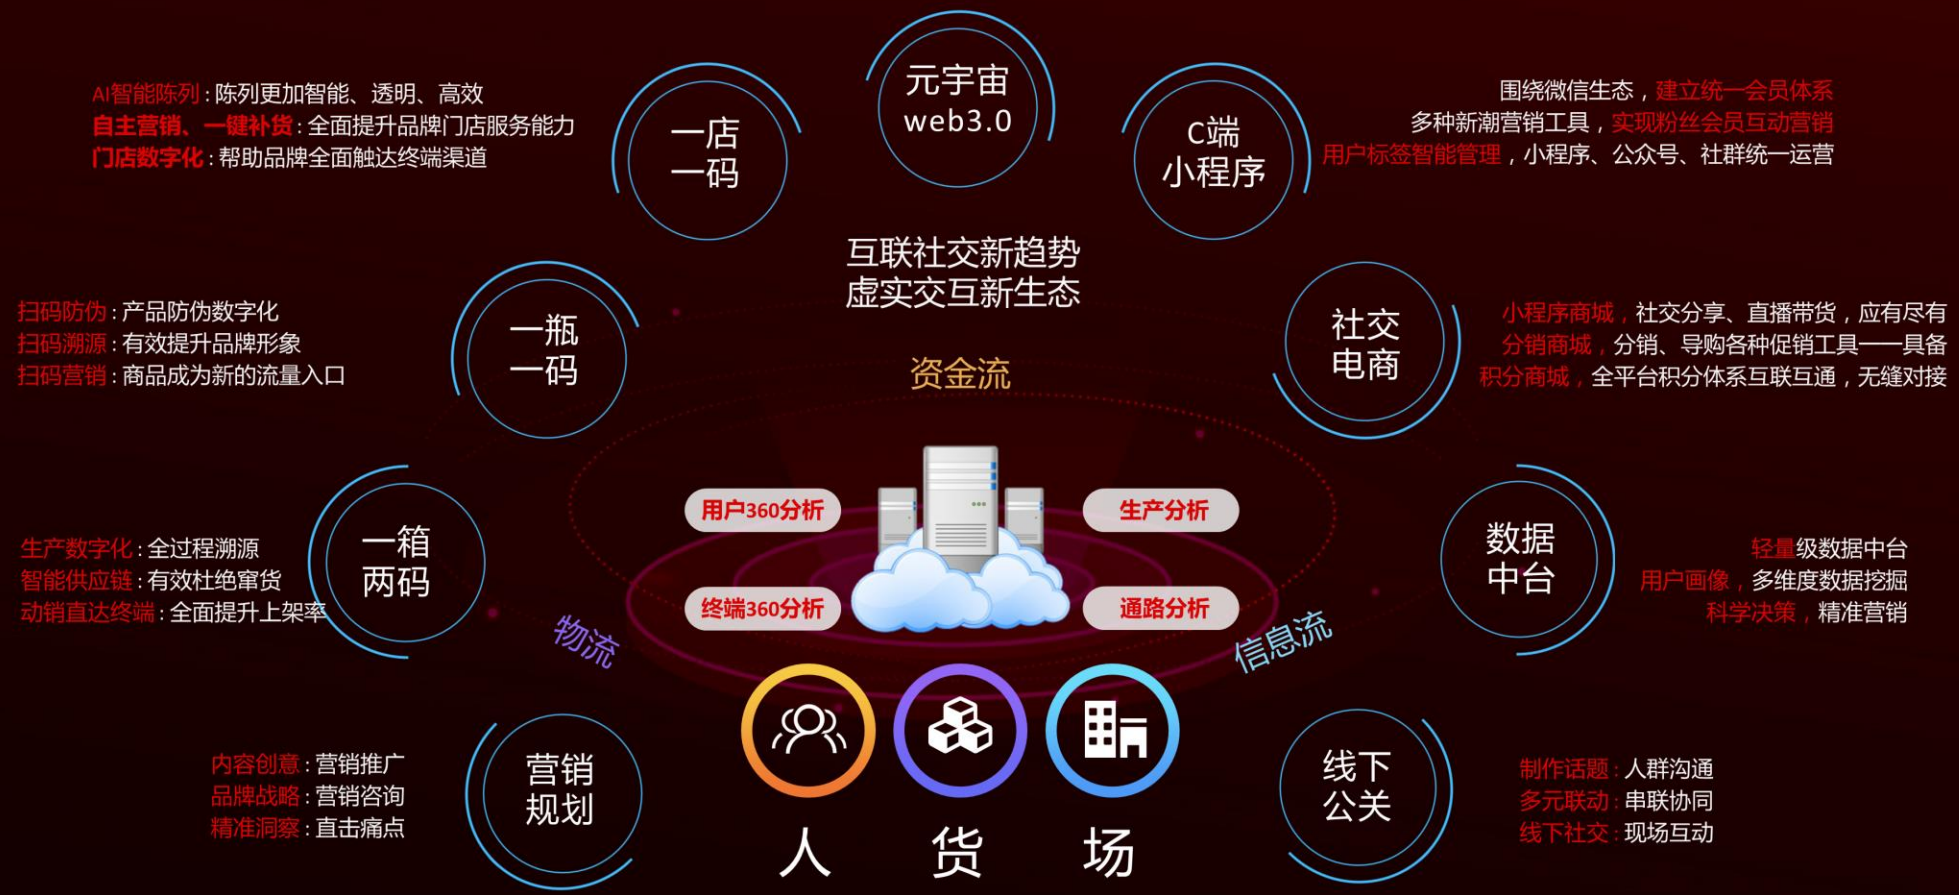 元宇宙
web3.0
互联社交新趋势
虚实交互新生态
AI智能陈列：陈列更加智能、透明、高效
自主营销、一键补货：全面提升品牌门店服务能力
门店数字化：帮助品牌全面触达终端渠道
一店
一码
C端
小程序
围绕微信生态，建立统一会员体系
多种新潮营销工具，实现粉丝会员互动营销
用户标签智能管理，小程序、公众号、社群统一运营
扫码防伪：产品防伪数字化
扫码溯源：有效提升品牌形象
扫码营销：商品成为新的流量入口
一瓶
一码
社交
电商
小程序商城，社交分享、直播带货，应有尽有
分销商城，分销、导购各种促销工具一一具备
积分商城，全平台积分体系互联互通，无缝对接
资金流
用户360分析
生产分析
终端360分析
通路分析
生产数字化：全过程溯源
智能供应链：有效杜绝窜货
动销直达终端：全面提升上架率
一箱
两码
数据
中台
轻量级数据中台
用户画像，多维度数据挖掘
科学决策，精准营销
物流
信息流
内容创意：营销推广
品牌战略：营销咨询
精准洞察：直击痛点
营销
规划
线下
公关
制作话题：人群沟通
多元联动：串联协同
线下社交：现场互动
人
货
场